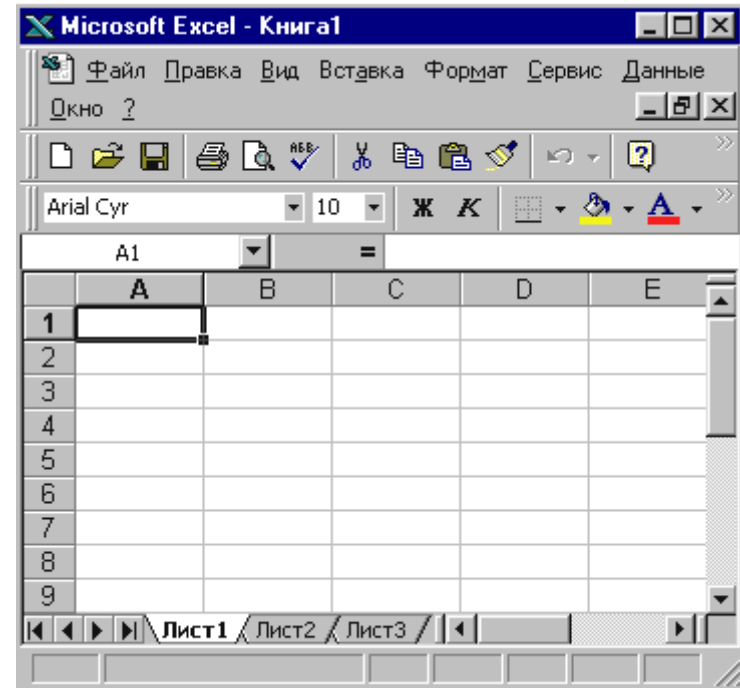 Microsoft Excel - Книга1
Файл Правка Вид Вставка Формат Сервис Данные
Окно ?
АБВ
Arial Cyr 10 Ж К А
A1 =
A B C D E
1
2
3
4
5
6
7
8
9
Лист1 Лист2 Лист3